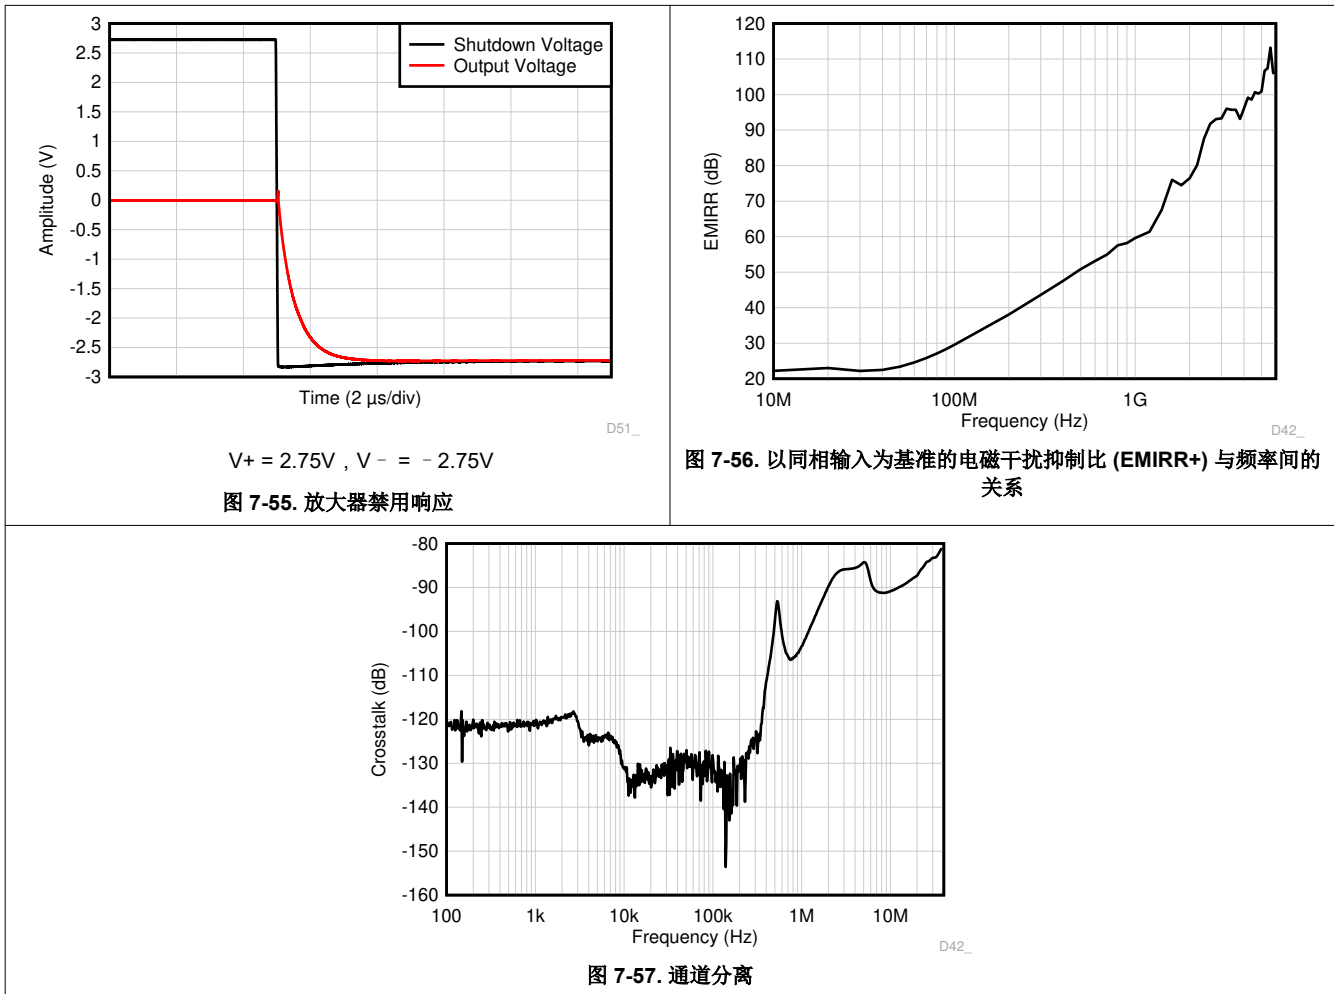 3
2.5
2
1.5
1
0.5
0
-0.5
-1
-1.5
-2
-2.5
-3
Amplitude (V)
Shutdown Voltage
Output Voltage
Time (2 μs/div)
D51_
V+ = 2.75V，V－ = －2.75V
图 7-55. 放大器禁用响应
120
110
100
90
80
70
60
50
40
30
20
EMIRR (dB)
10M 100M 1G
Frequency (Hz)
D42_
图 7-56. 以同相输入为基准的电磁干扰抑制比 (EMIRR+) 与频率间的
关系
-80
-90
-100
-110
-120
-130
-140
-150
-160
Crosstalk (dB)
100 1k 10k 100k 1M 10M
Frequency (Hz)
D42_
图 7-57. 通道分离